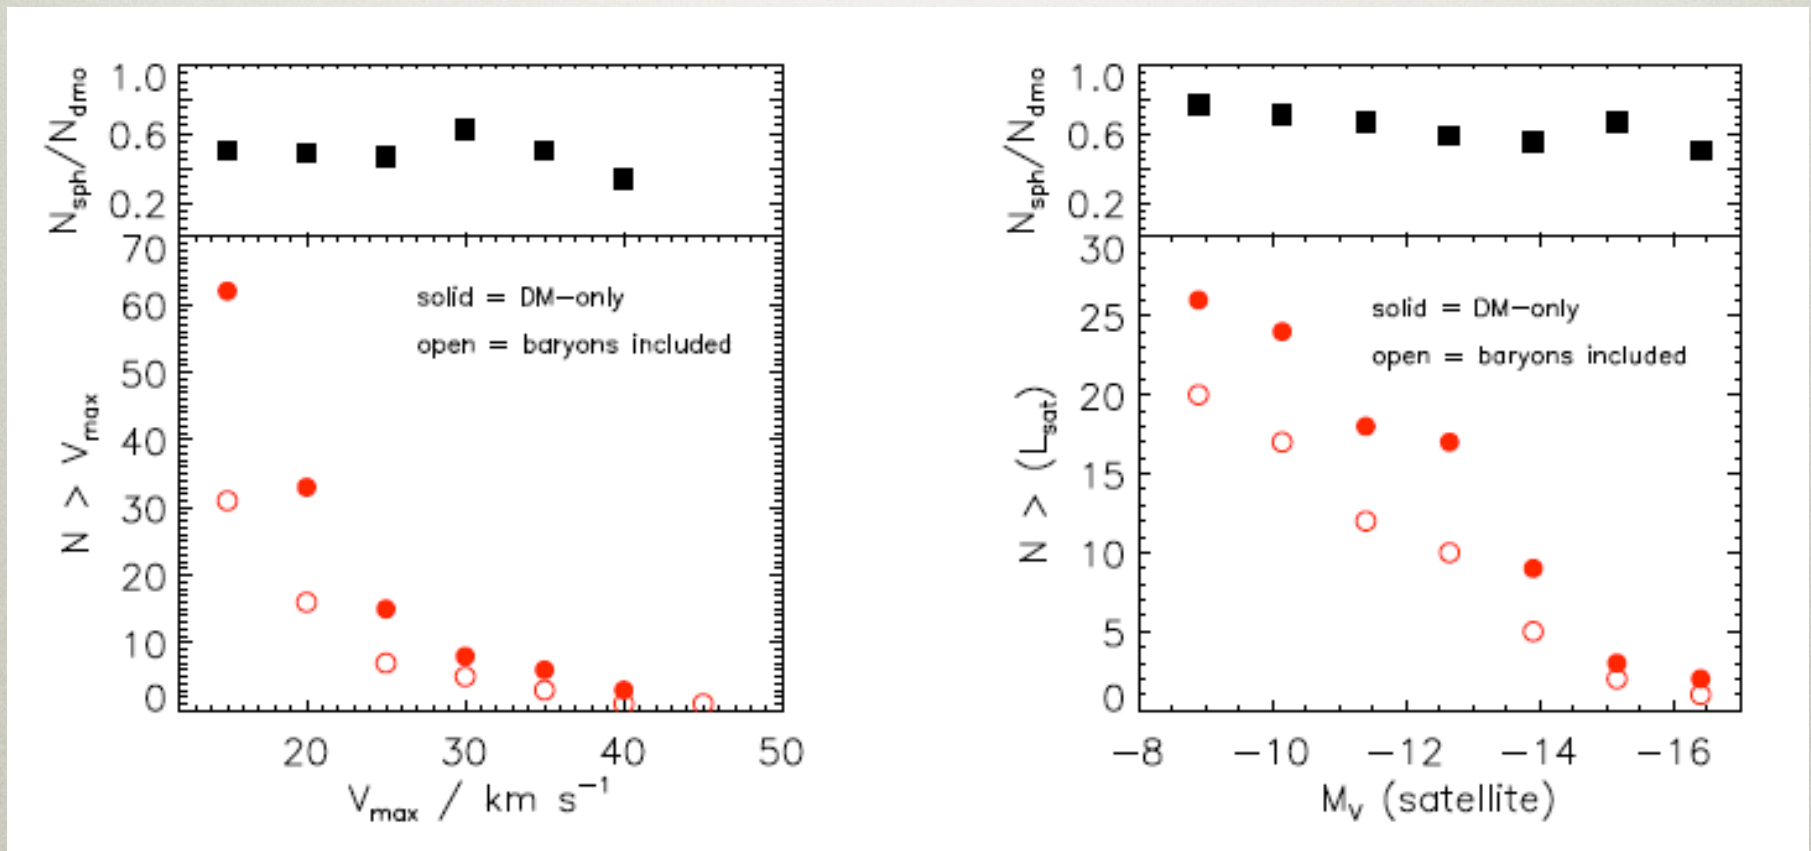 N_sph/N_dmo
1.0
0.6
0.2
N > V_max
70
60
50
40
30
20
10
0
solid = DM-only
open = baryons included
20 30 40 50
V_max / km s^-1
N_sph/N_dmo
1.0
0.6
0.2
N > (L_sat)
30
25
20
15
10
5
0
solid = DM-only
open = baryons included
-8 -10 -12 -14 -16
M_V (satellite)